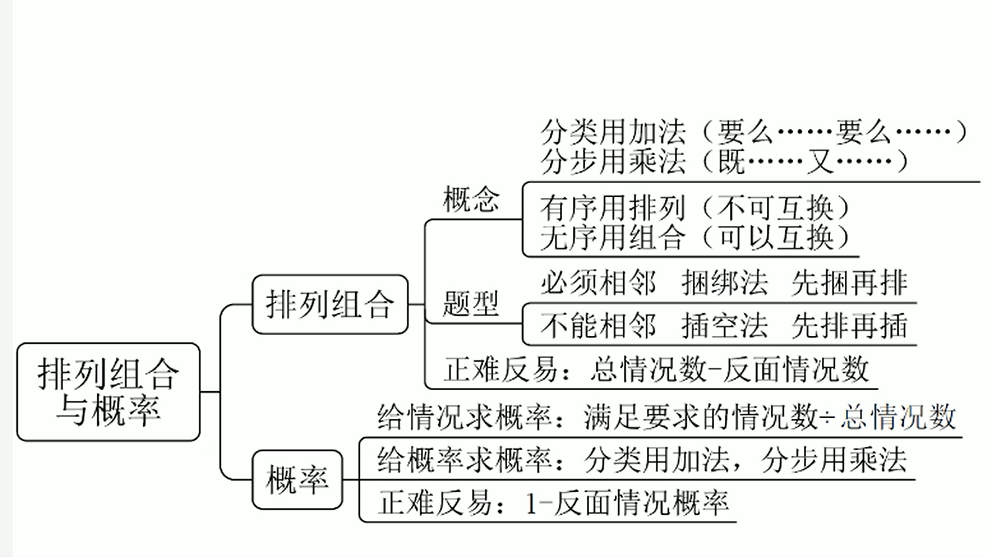 分类用加法（要么……要么……）
分步用乘法（既……又……）
概念
有序用排列（不可互换）
无序用组合（可以互换）
排列组合
题型
必须相邻 捆绑法 先捆再排
不能相邻 插空法 先排再插
正难反易：总情况数-反面情况数
排列组合
与概率
概率
给情况求概率：满足要求的情况数÷总情况数
给概率求概率：分类用加法，分步用乘法
正难反易：1-反面情况概率